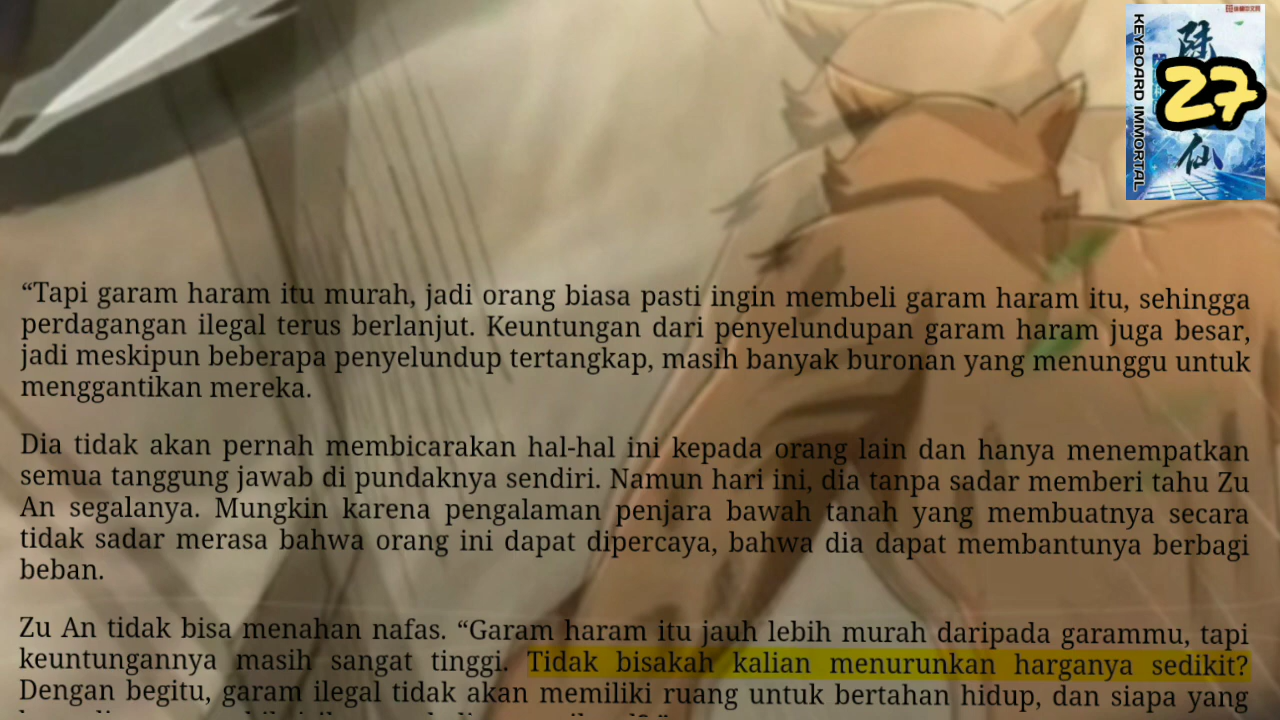 KEYBOARD IMMORTAL
陆
仙
27
“Tapi garam haram itu murah, jadi orang biasa pasti ingin membeli garam haram itu, sehingga
perdagangan ilegal terus berlanjut. Keuntungan dari penyelundupan garam haram juga besar,
jadi meskipun beberapa penyelundup tertangkap, masih banyak buronan yang menunggu untuk
menggantikan mereka.
Dia tidak akan pernah membicarakan hal-hal ini kepada orang lain dan hanya menempatkan
semua tanggung jawab di pundaknya sendiri. Namun hari ini, dia tanpa sadar memberi tahu Zu
An segalanya. Mungkin karena pengalaman penjara bawah tanah yang membuatnya secara
tidak sadar merasa bahwa orang ini dapat dipercaya, bahwa dia dapat membantunya berbagi
beban.
Zu An tidak bisa menahan nafas. “Garam haram itu jauh lebih murah daripada garammu, tapi
keuntungannya masih sangat tinggi. Tidak bisakah kalian menurunkan harganya sedikit?
Dengan begitu, garam ilegal tidak akan memiliki ruang untuk bertahan hidup, dan siapa yang